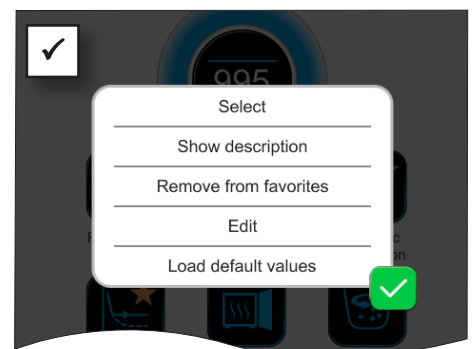 995
Select
Show description
Remove from favorites
Edit
Load default values